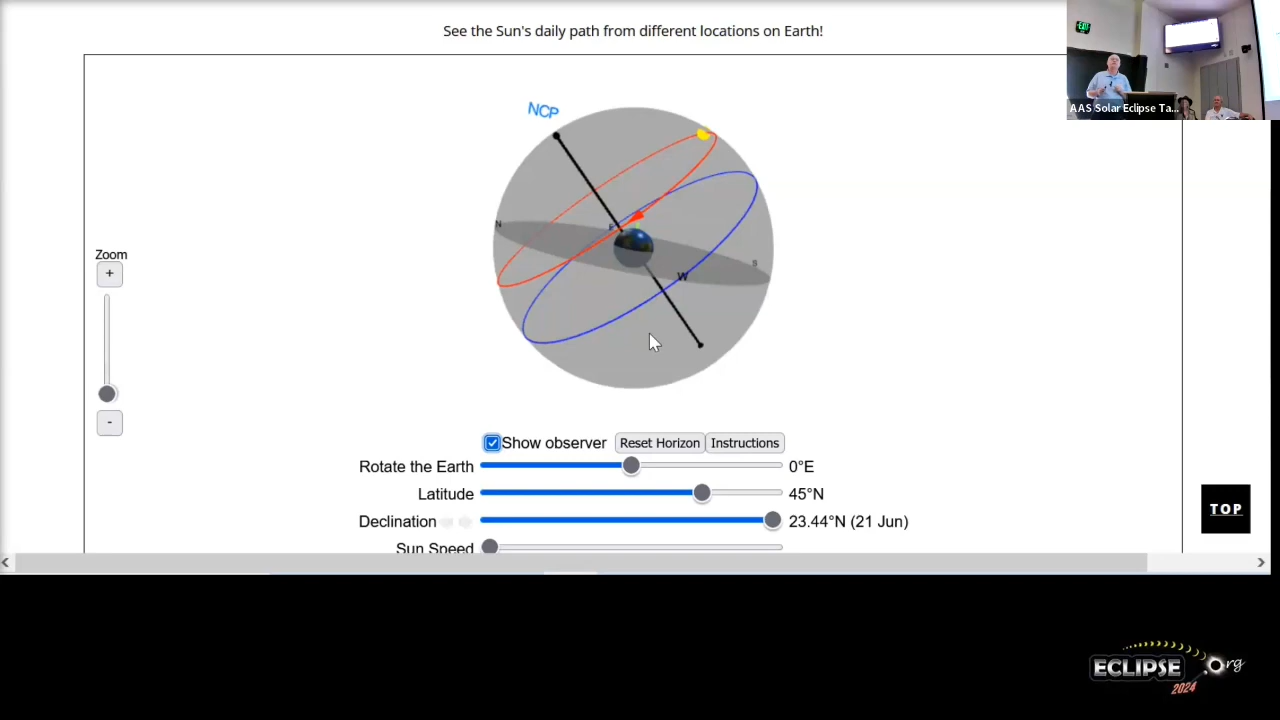 See the Sun's daily path from different locations on Earth!
EXIT
AAS Solar Eclipse Ta...
NCP
N
E
S
W
Zoom
+
-
Show observer
Reset Horizon
Instructions
Rotate the Earth
0°E
Latitude
45°N
Declination
23.44°N (21 Jun)
Sun Speed
TOP
ECLIPSE
org
2024